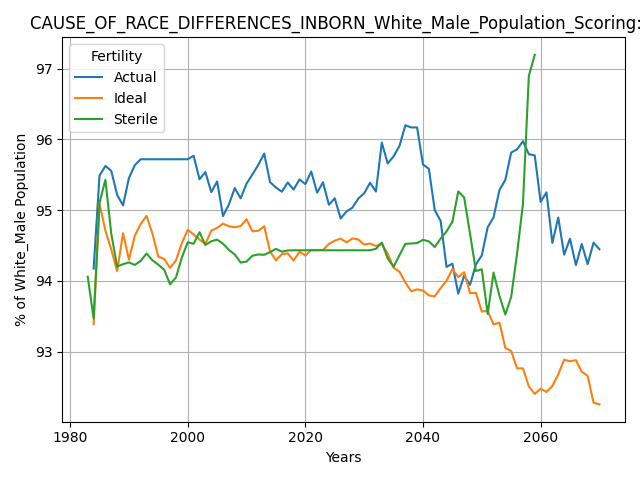 CAUSE_OF_RACE_DIFFERENCES_INBORN_White_Male_Population_Scoring:
Fertility
Actual
Ideal
Sterile
97
96
95
94
93
% of White_Male Population
1980
2000
2020
2040
2060
Years